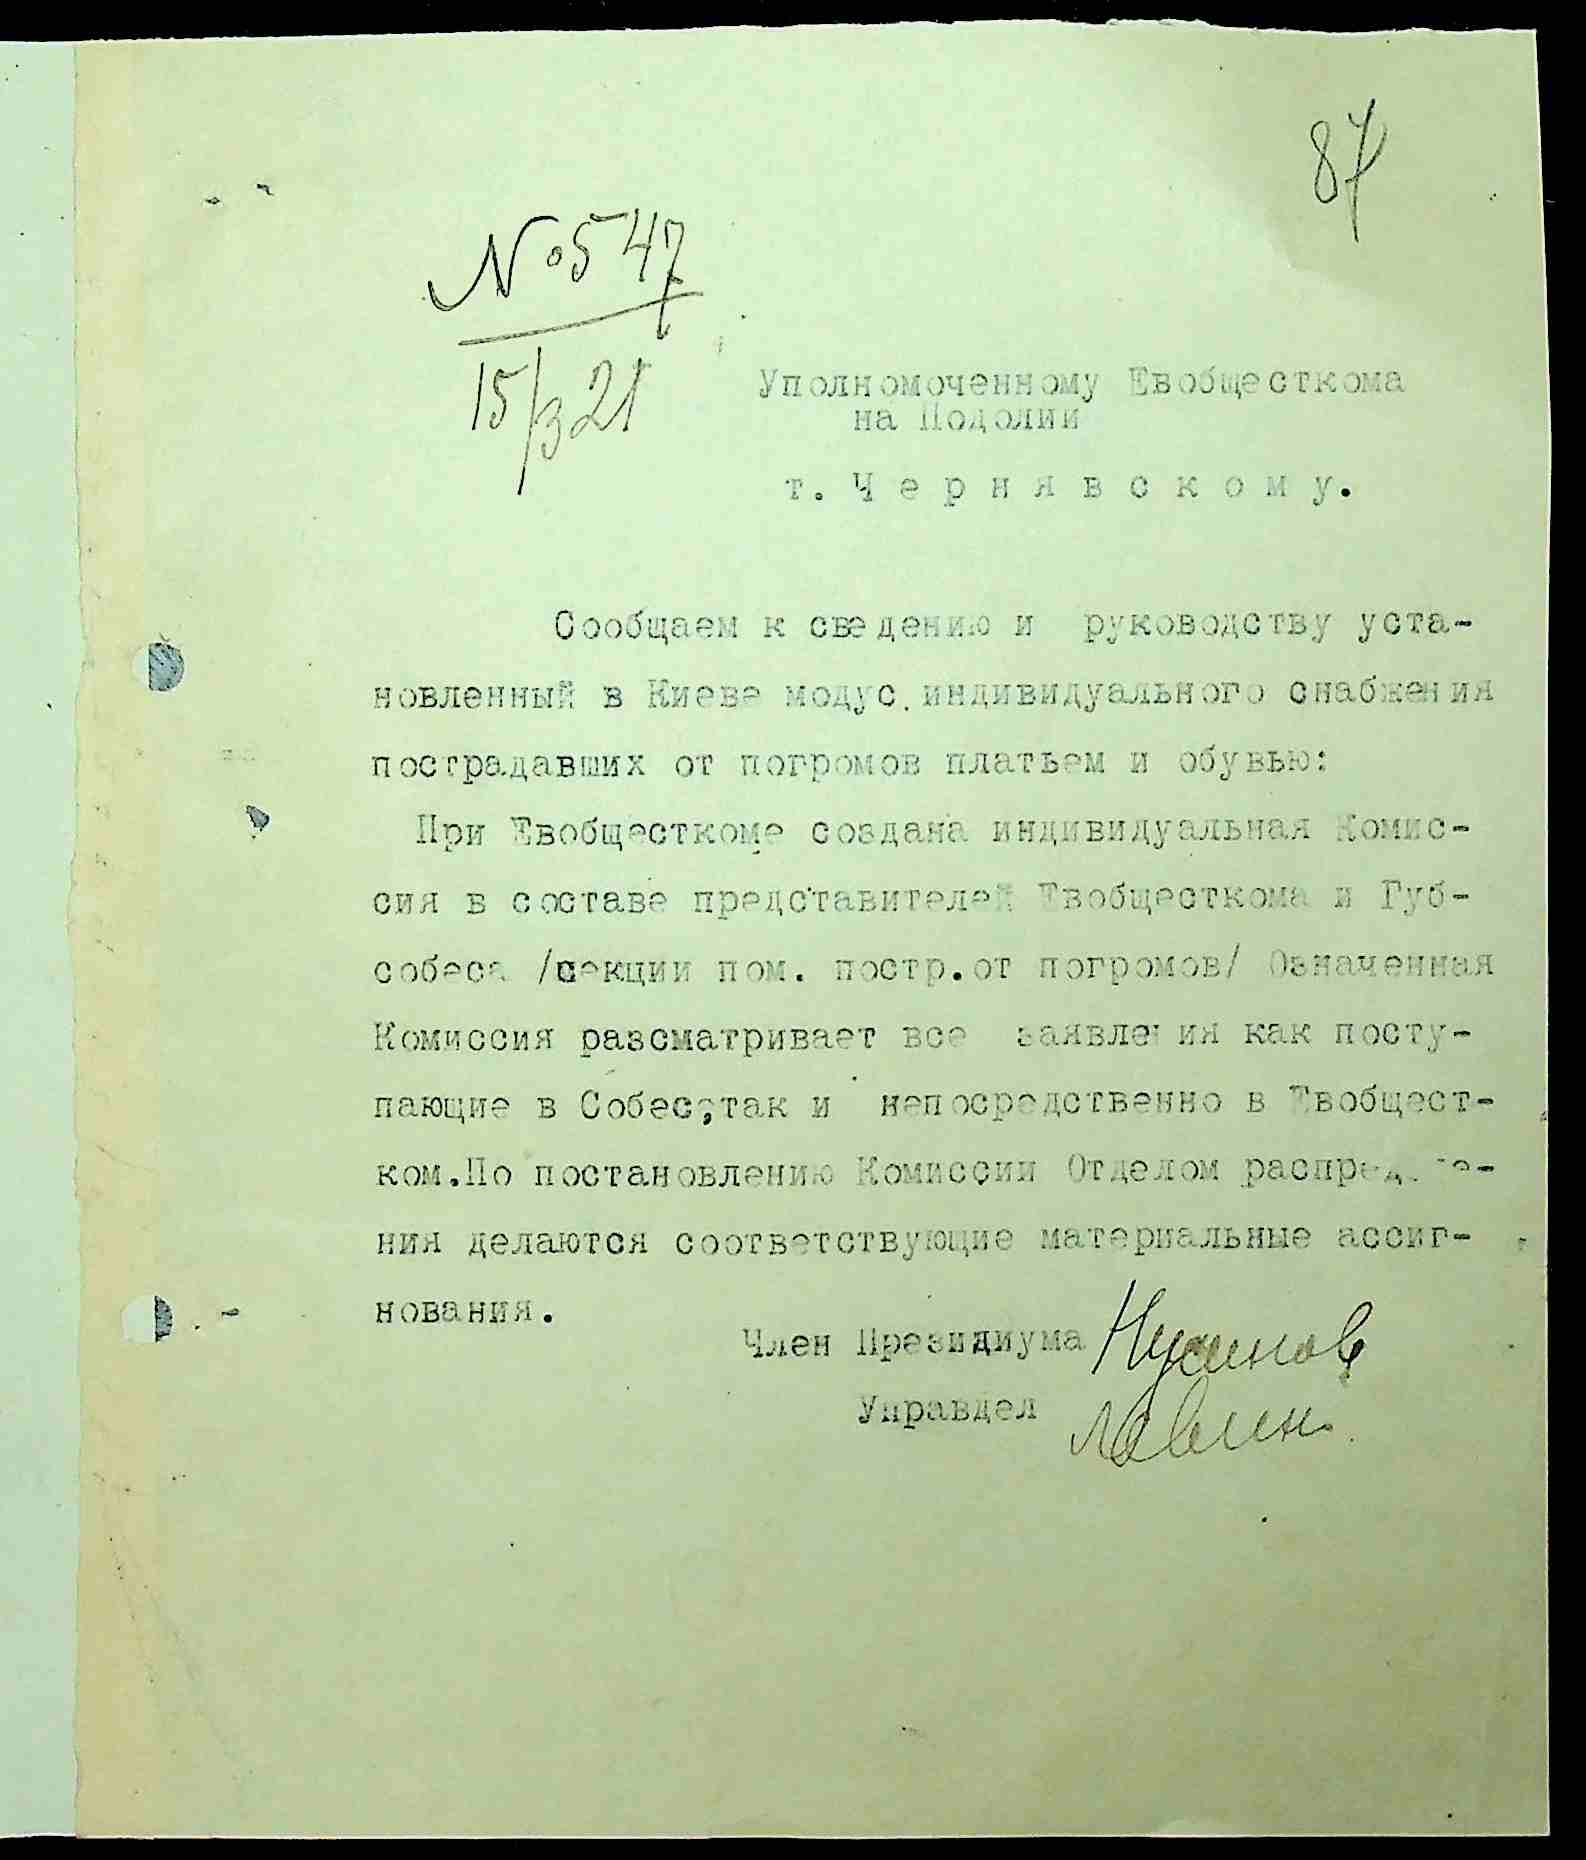 87
№ 547
15/3 21
Уполномоченному Евобщесткома
на Подолии
т. Чернявскому.
Сообщаем к сведению и руководству уста-
новленный в Киеве модус индивидуального снабжения
пострадавших от погромов платьем и обувью:
При Евобщесткоме создана индивидуальная Комис-
сия в составе представителей Евобщесткома и Губ-
собеса /секции пом. постр.от погромов/ Означенная
Комиссия разсматривает все заявления как посту-
пающие в Собес,так и непосредственно в Евобщест-
ком.По постановлению Комиссии Отделом
ния делаются соответствующие материальные ассиг-
нования.
Член Президиума Нусинов
Управдел Левин.